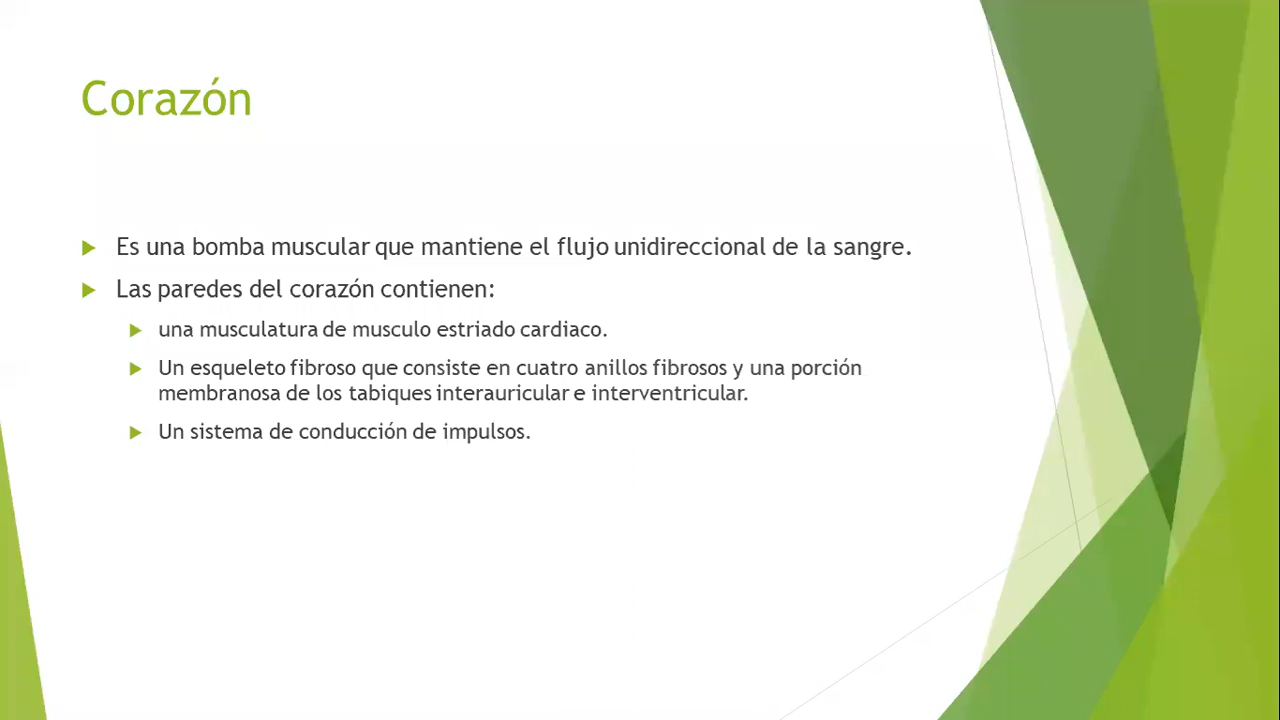 Corazón
Es una bomba muscular que mantiene el flujo unidireccional de la sangre.
Las paredes del corazón contienen:
una musculatura de musculo estriado cardiaco.
Un esqueleto fibroso que consiste en cuatro anillos fibrosos y una porción
membranosa de los tabiques interauricular e interventricular.
Un sistema de conducción de impulsos.